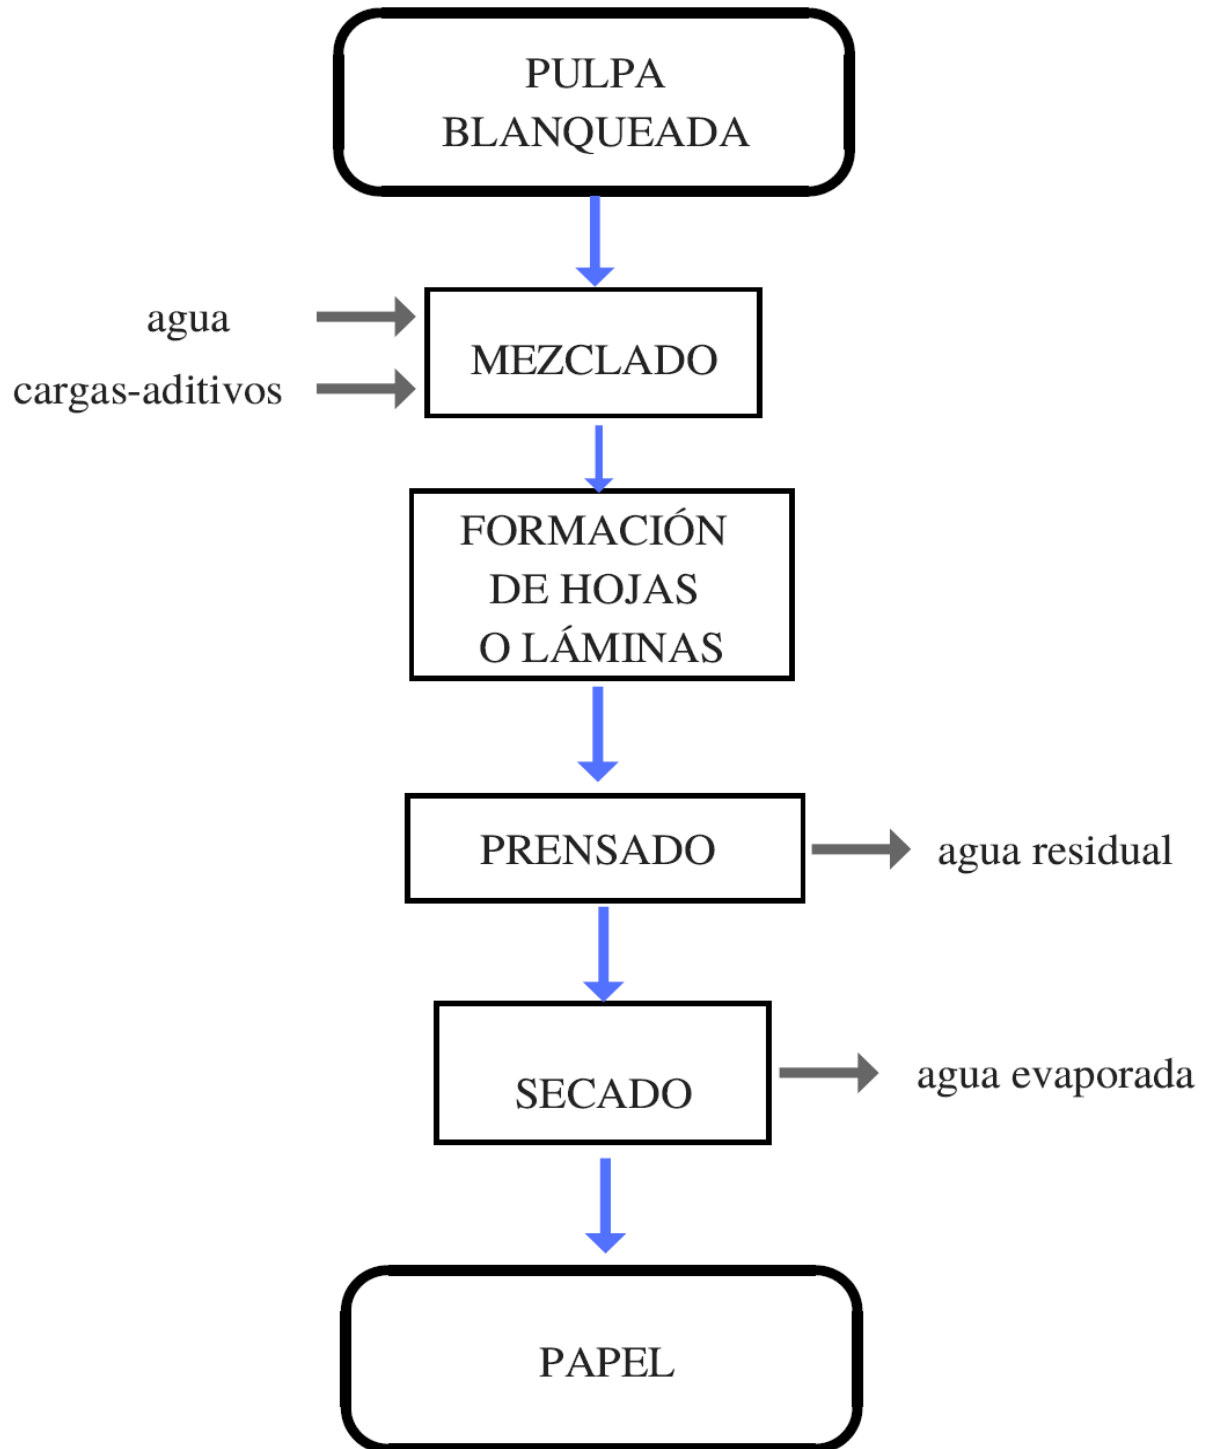 PULPA
BLANQUEADA
agua
cargas-aditivos
MEZCLADO
FORMACIÓN
DE HOJAS
O LÁMINAS
PRENSADO
agua residual
SECADO
agua evaporada
PAPEL